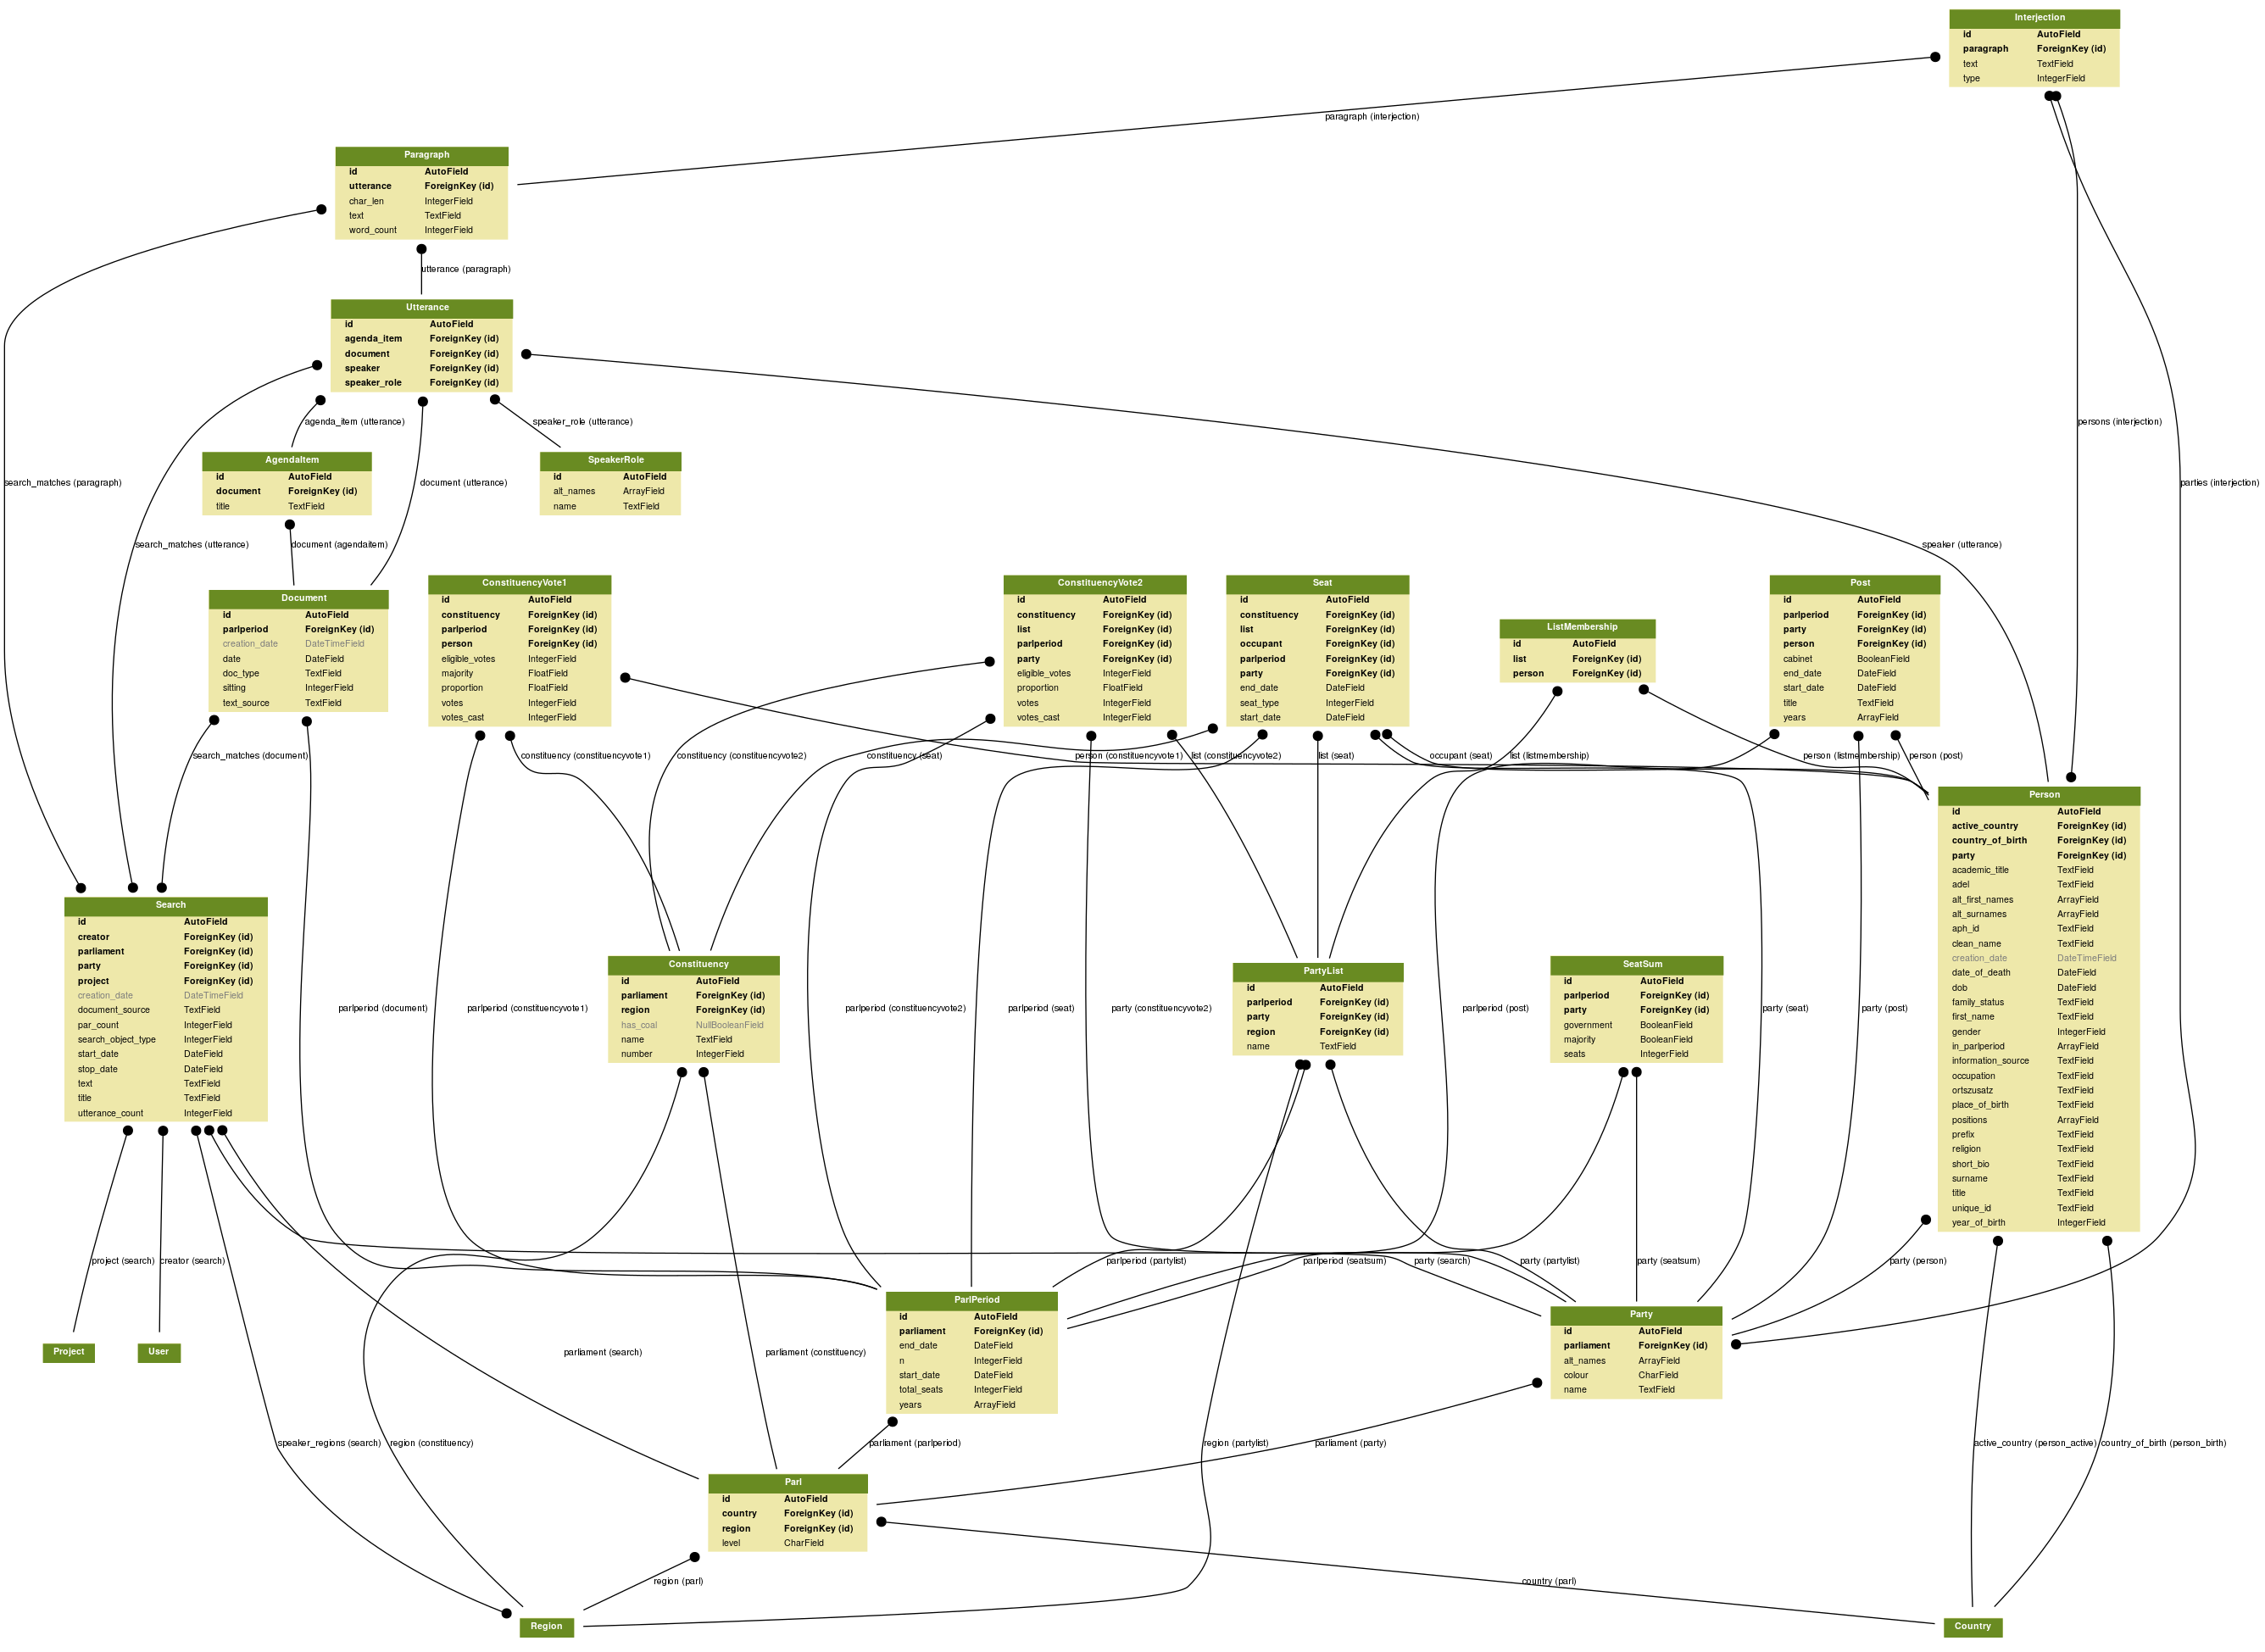 Interjection
id AutoField
paragraph ForeignKey (id)
text TextField
type IntegerField
paragraph (interjection)
Paragraph
id AutoField
utterance ForeignKey (id)
char_len IntegerField
text TextField
word_count IntegerField
utterance (paragraph)
Utterance
id AutoField
agenda_item ForeignKey (id)
document ForeignKey (id)
speaker ForeignKey (id)
speaker_role ForeignKey (id)
agenda_item (utterance)
speaker_role (utterance)
persons (interjection)
AgendaItem
id AutoField
document ForeignKey (id)
title TextField
SpeakerRole
id AutoField
alt_names ArrayField
name TextField
search_matches (paragraph)
document (utterance)
parties (interjection)
search_matches (utterance)
document (agendaitem)
speaker (utterance)
Document
id AutoField
parlperiod ForeignKey (id)
creation_date DateTimeField
date DateField
doc_type TextField
sitting IntegerField
text_source TextField
ConstituencyVote1
id AutoField
constituency ForeignKey (id)
parlperiod ForeignKey (id)
person ForeignKey (id)
eligible_votes IntegerField
majority FloatField
proportion FloatField
votes IntegerField
votes_cast IntegerField
ConstituencyVote2
id AutoField
constituency ForeignKey (id)
list ForeignKey (id)
parlperiod ForeignKey (id)
party ForeignKey (id)
eligible_votes IntegerField
proportion FloatField
votes IntegerField
votes_cast IntegerField
Seat
id AutoField
constituency ForeignKey (id)
list ForeignKey (id)
occupant ForeignKey (id)
parlperiod ForeignKey (id)
party ForeignKey (id)
end_date DateField
seat_type IntegerField
start_date DateField
ListMembership
id AutoField
list ForeignKey (id)
person ForeignKey (id)
Post
id AutoField
parlperiod ForeignKey (id)
party ForeignKey (id)
person ForeignKey (id)
cabinet BooleanField
end_date DateField
start_date DateField
title TextField
years ArrayField
search_matches (document)
constituency (constituencyvote1)
constituency (constituencyvote2)
constituency (seat)
person (constituencyvote1)
list (constituencyvote2)
list (seat)
occupant (seat)
list (listmembership)
person (listmembership)
person (post)
Person
id AutoField
active_country ForeignKey (id)
country_of_birth ForeignKey (id)
party ForeignKey (id)
academic_title TextField
adel TextField
alt_first_names ArrayField
alt_surnames ArrayField
aph_id TextField
clean_name TextField
creation_date DateTimeField
date_of_death DateField
dob DateField
family_status TextField
first_name TextField
gender IntegerField
in_parlperiod ArrayField
information_source TextField
occupation TextField
ortszusatz TextField
place_of_birth TextField
positions ArrayField
prefix TextField
religion TextField
short_bio TextField
surname TextField
title TextField
unique_id TextField
year_of_birth IntegerField
Search
id AutoField
creator ForeignKey (id)
parliament ForeignKey (id)
party ForeignKey (id)
project ForeignKey (id)
creation_date DateTimeField
document_source TextField
par_count IntegerField
search_object_type IntegerField
start_date DateField
stop_date DateField
text TextField
title TextField
utterance_count IntegerField
Constituency
id AutoField
parliament ForeignKey (id)
region ForeignKey (id)
has_coal NullBooleanField
name TextField
number IntegerField
PartyList
id AutoField
parlperiod ForeignKey (id)
party ForeignKey (id)
region ForeignKey (id)
name TextField
SeatSum
id AutoField
parlperiod ForeignKey (id)
party ForeignKey (id)
government BooleanField
majority BooleanField
seats IntegerField
parlperiod (document)
parlperiod (constituencyvote1)
parlperiod (constituencyvote2)
parlperiod (seat)
party (constituencyvote2)
parlperiod (post)
party (seat)
party (post)
project (search)
creator (search)
parlperiod (partylist)
parlperiod (seatsum)
party (search)
party (partylist)
party (seatsum)
party (person)
ParlPeriod
id AutoField
parliament ForeignKey (id)
end_date DateField
n IntegerField
start_date DateField
total_seats IntegerField
years ArrayField
Party
id AutoField
parliament ForeignKey (id)
alt_names ArrayField
colour CharField
name TextField
Project
User
parliament (search)
parliament (constituency)
speaker_regions (search)
region (constituency)
parliament (parlperiod)
region (partylist)
parliament (party)
active_country (person_active)
country_of_birth (person_birth)
Parl
id AutoField
country ForeignKey (id)
region ForeignKey (id)
level CharField
region (parl)
country (parl)
Region
Country